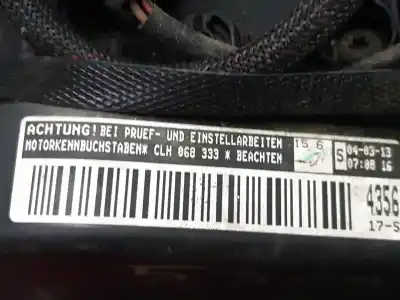 ACHTUNG! BEI PRUEF- UND EINSTELLARBEITEN
MOTORKENNBUCHSTABEN* CLH 068 333 * BEACHTEN
15 6
S
04-03-13
07:08 16
4356
17-5